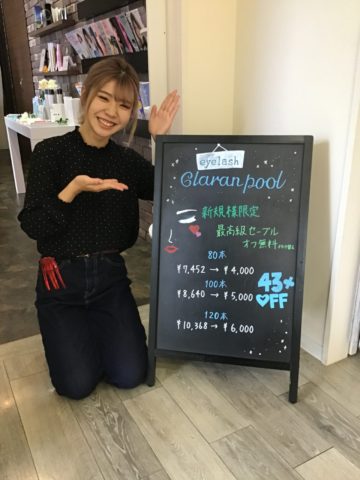 eyelash
Claran pool
新規様限定
最高級セーブル
オフ無料
80本
¥7,452→¥4,000
100本
¥8,640→¥5,000
43%
OFF
120本
¥10,368→¥6,000